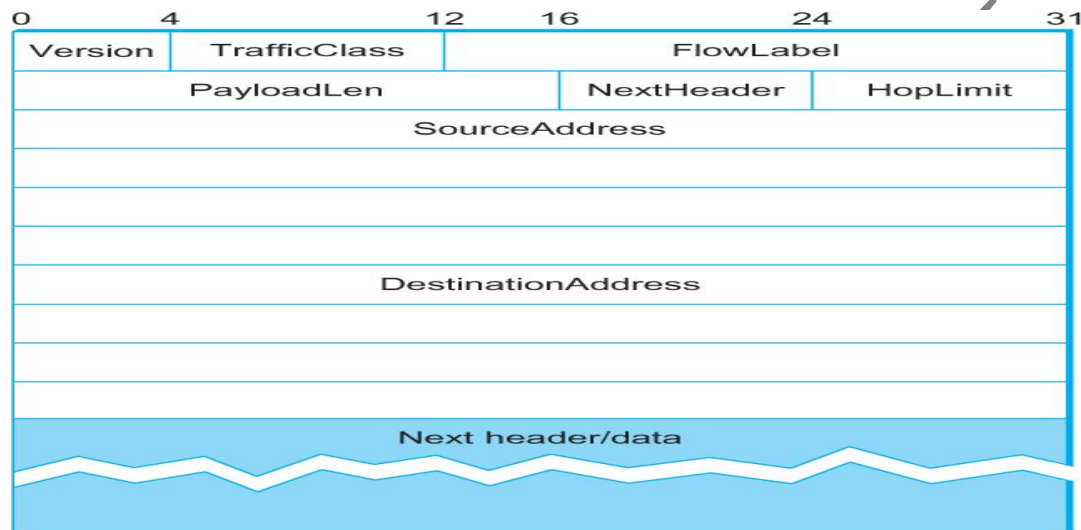 0 4 12 16 24 31
Version TrafficClass FlowLabel
PayloadLen NextHeader HopLimit
SourceAddress
DestinationAddress
Next header/data